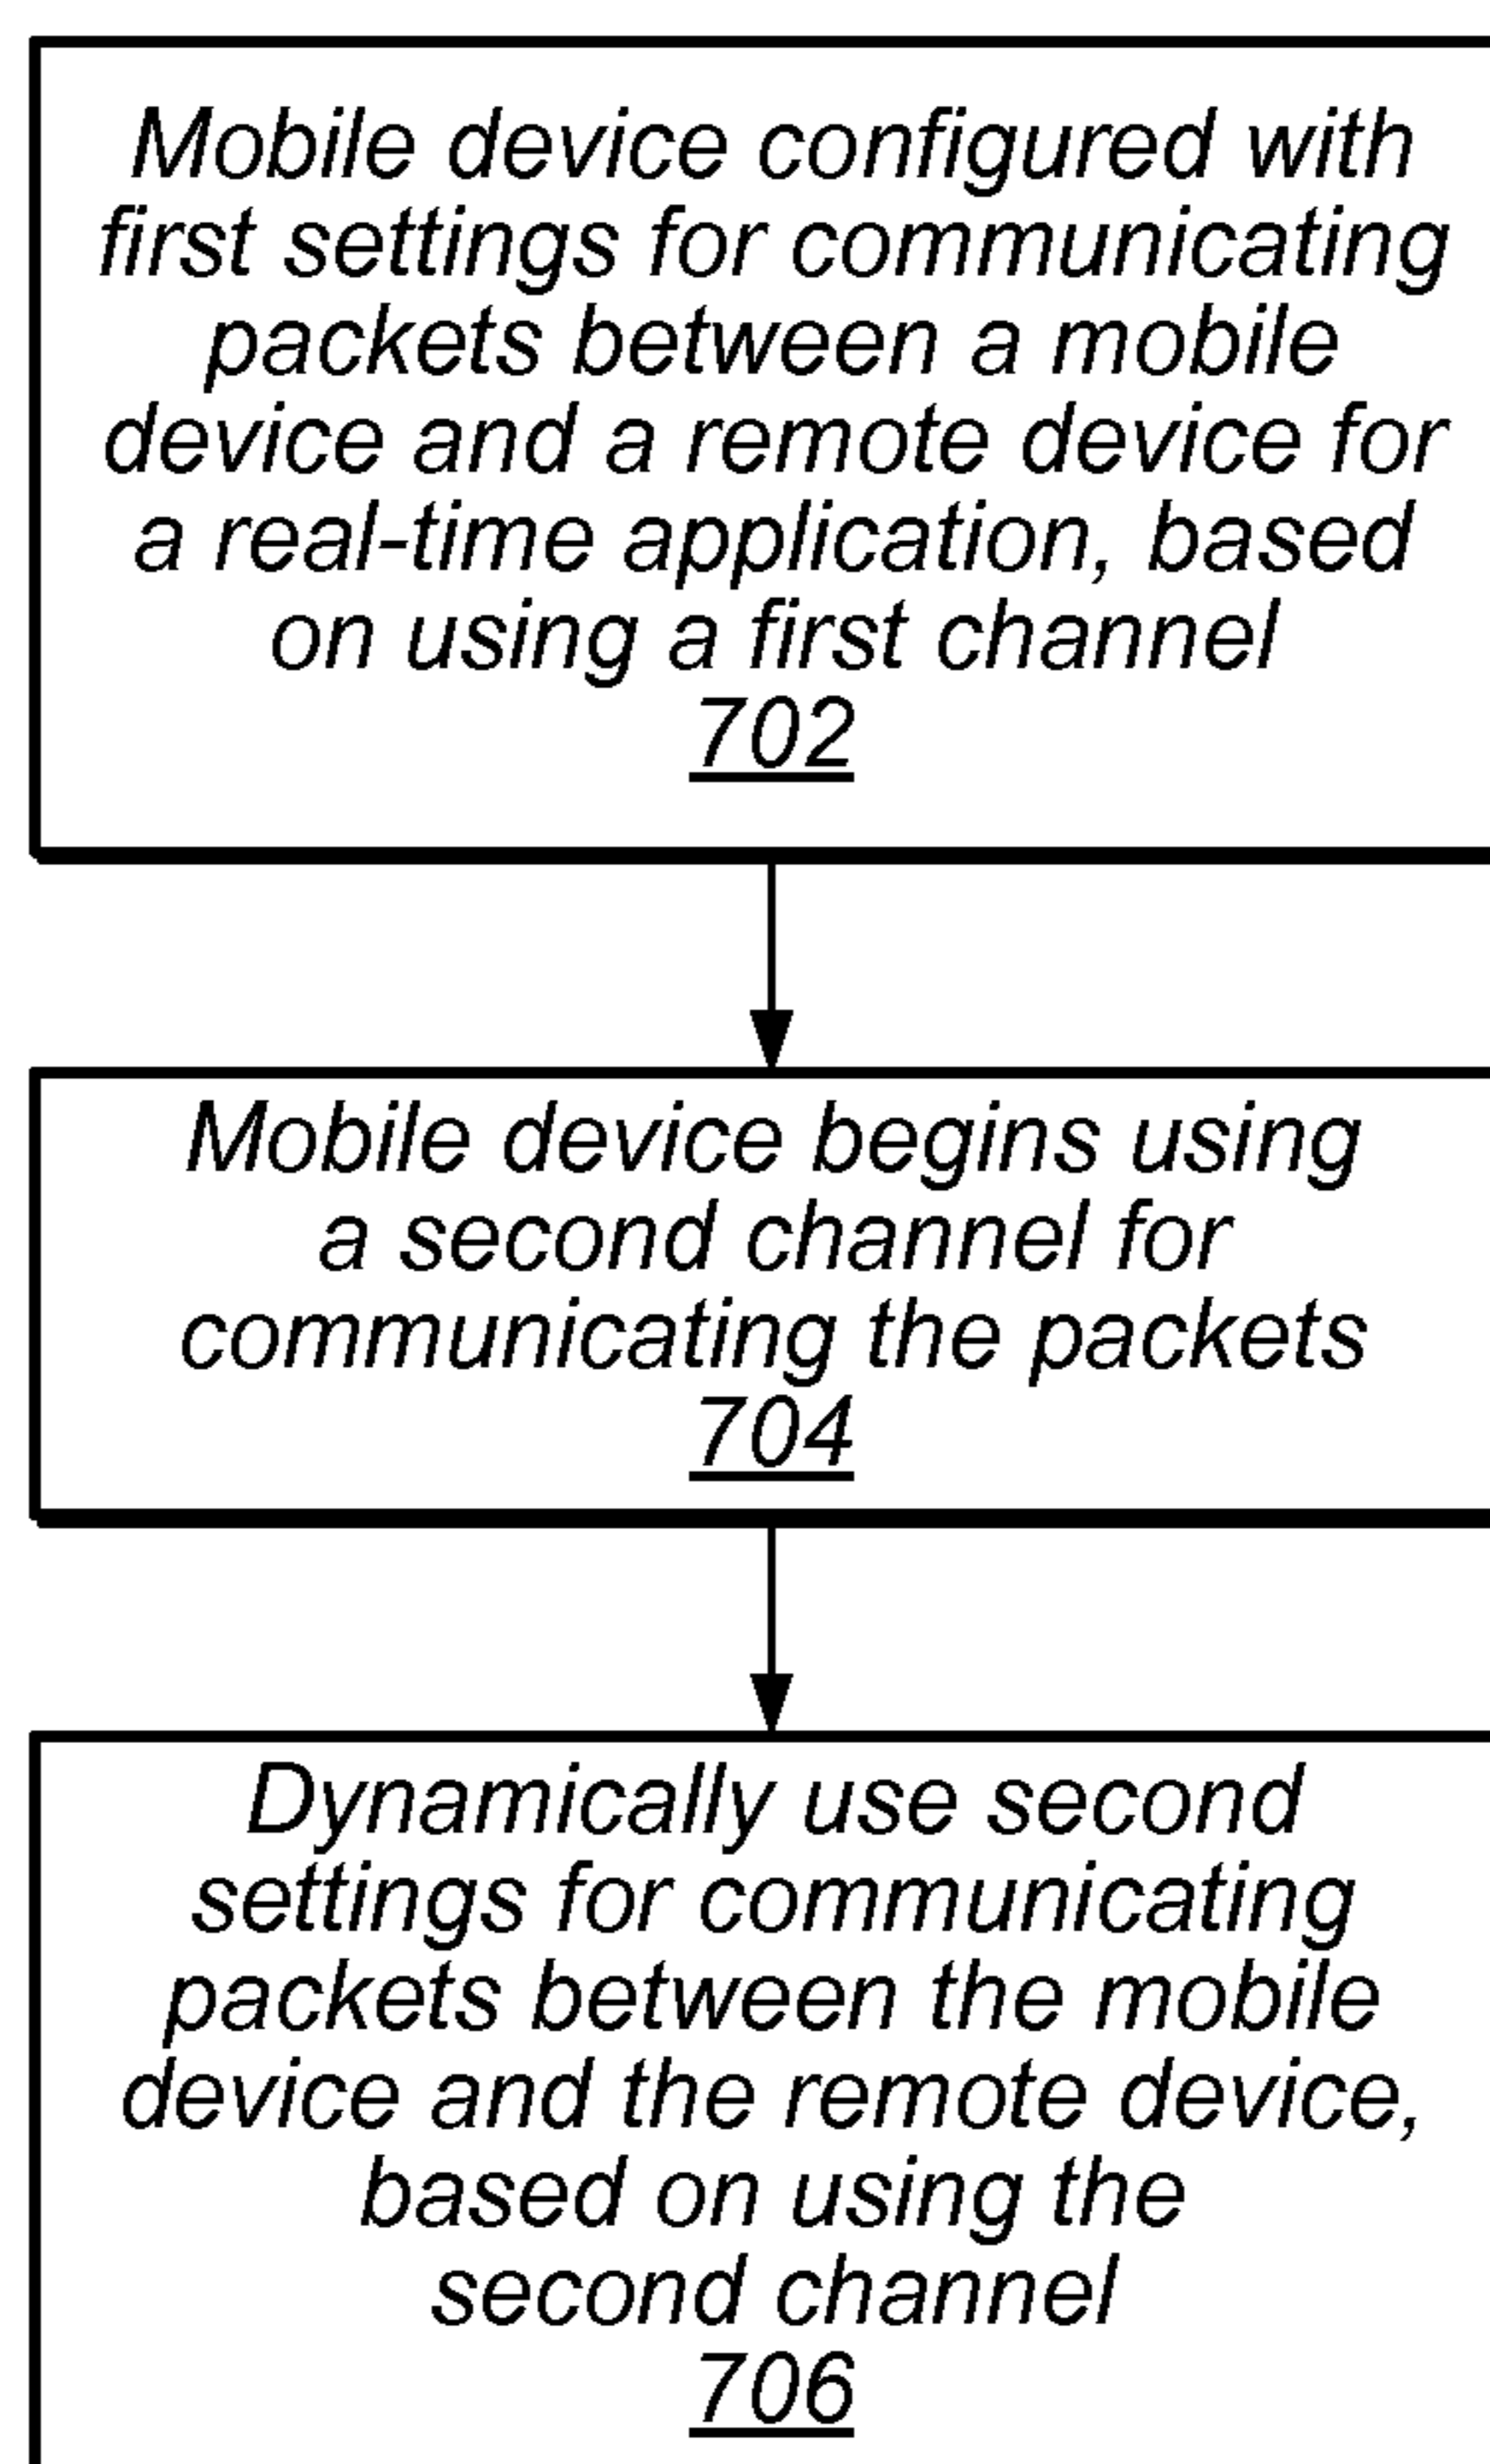 Mobile device configured with
first settings for communicating
packets between a mobile
device and a remote device for
a real-time application, based
on using a first channel
702
Mobile device begins using
a second channel for
communicating the packets
704
Dynamically use second
settings for communicating
packets between the mobile
device and the remote device,
based on using the
second channel
706